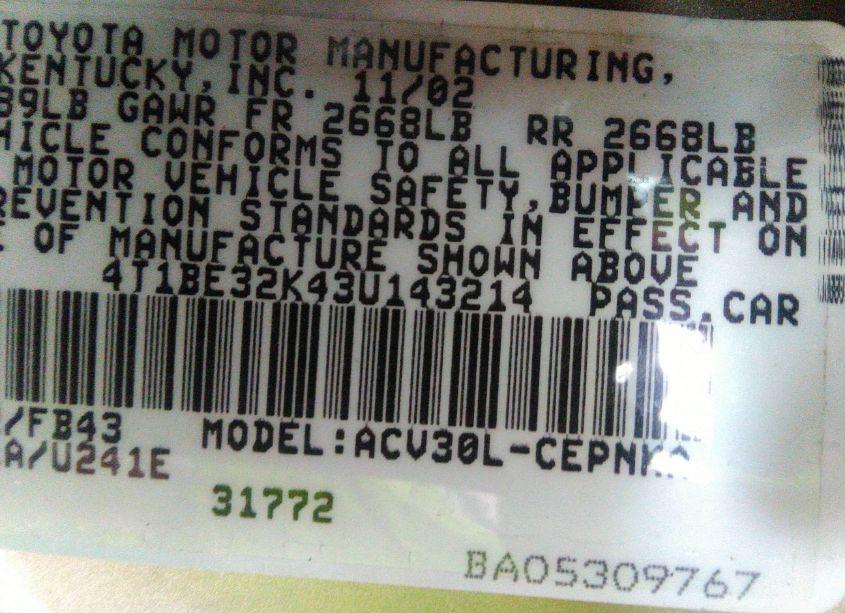 TOYOTA MOTOR MANUFACTURING,
KENTUCKY, INC. 11/02
89LB GAWR FR 2668LB RR 2668LB
HICLE CONFORMS TO ALL APPLICABLE
MOTOR VEHICLE SAFETY, BUMPER AND
REVENTION STANDARDS IN EFFECT ON
E OF MANUFACTURE SHOWN ABOVE
4T1BE32K43U143214 PASS.CAR
/FB43 MODEL:ACV30L-CEPNKA
A/U241E
31772
BA05309767